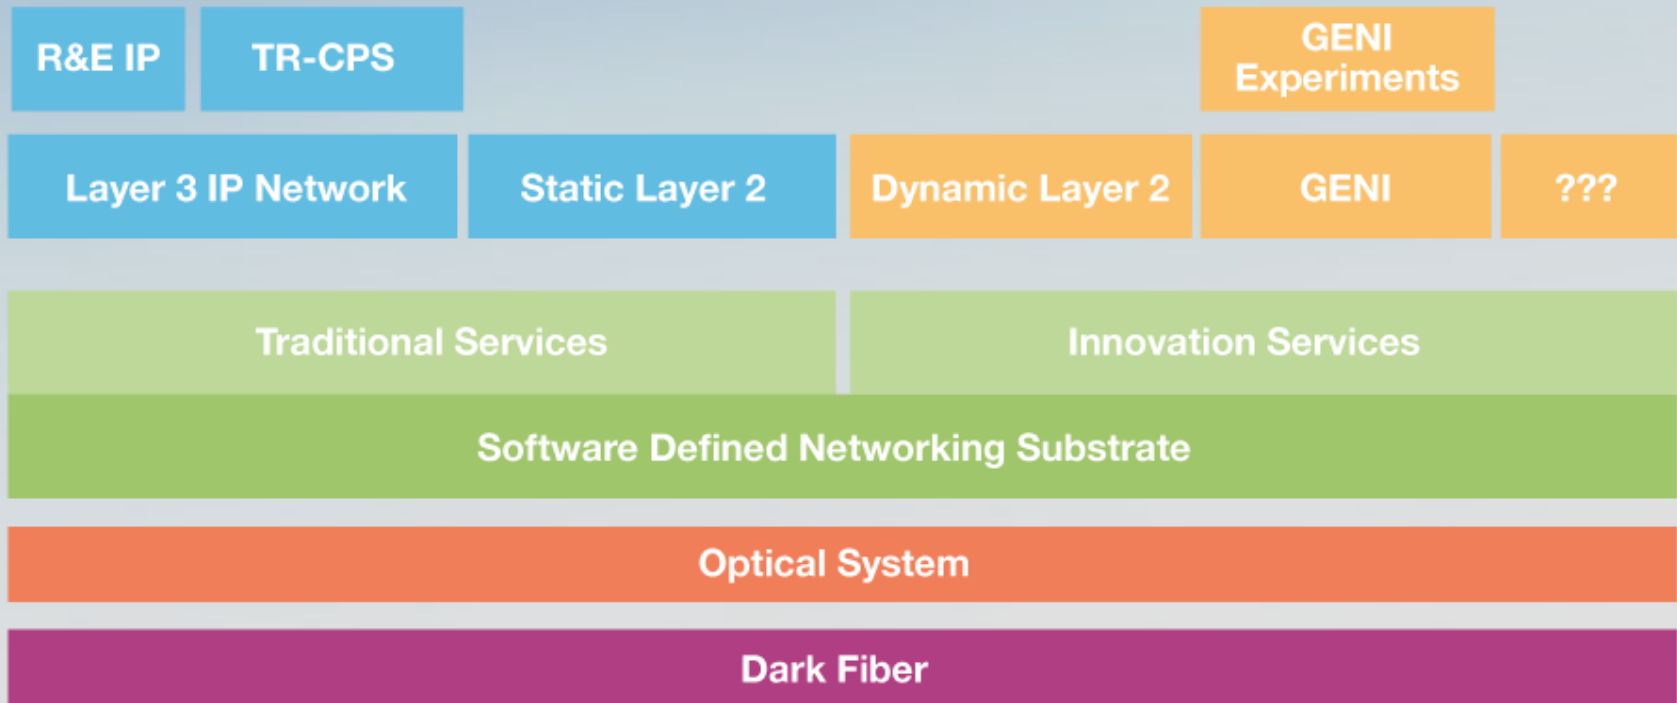 R&E IP
TR-CPS
GENI
Experiments
Layer 3 IP Network
Static Layer 2
Dynamic Layer 2
GENI
???
Traditional Services
Innovation Services
Software Defined Networking Substrate
Optical System
Dark Fiber